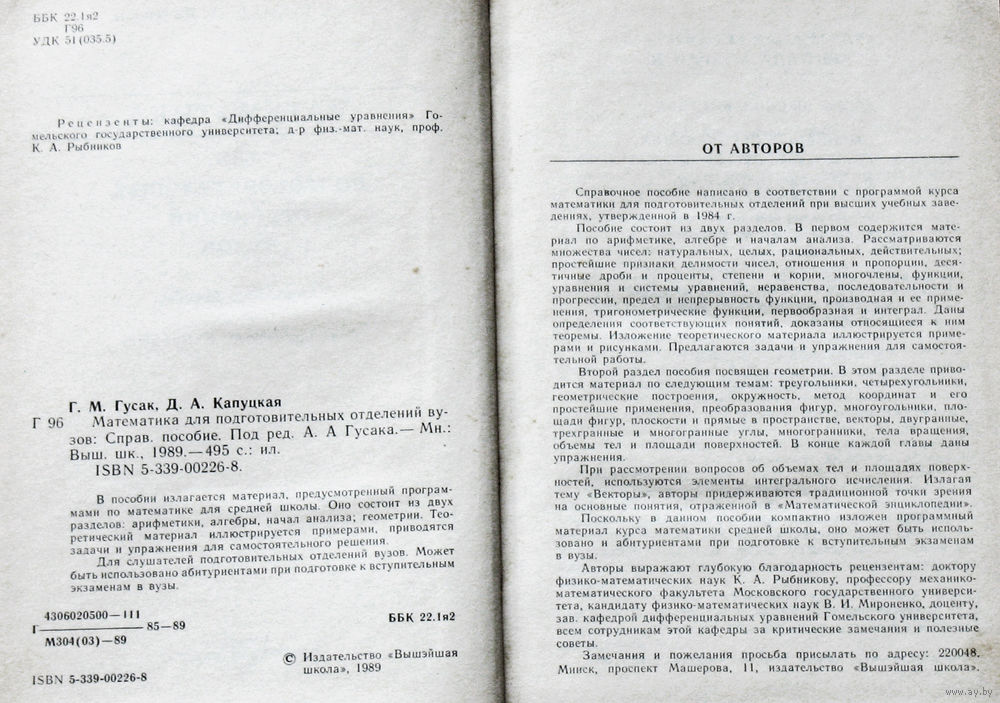 ББК 22.1я2
Г96
УДК 51(035.5)
Рецензенты: кафедра «Дифференциальные уравнения» Го-
мельского государственного университета; д-р физ.-мат. наук, проф.
К. А. Рыбников
Г. М. Гусак, Д. А. Капуцкая
Г 96 Математика для подготовительных отделений ву-
зов: Справ. пособие. Под ред. А. А Гусака.— Мн.:
Выш. шк., 1989.—495 с.: ил.
ISBN 5-339-00226-8.
В пособии излагается материал, предусмотренный програм-
мами по математике для средней школы. Оно состоит из двух
разделов: арифметики, алгебры, начал анализа; геометрии. Тео-
ретический материал иллюстрируется примерами, приводятся
задачи и упражнения для самостоятельного решения.
Для слушателей подготовительных отделений вузов. Может
быть использовано абитуриентами при подготовке к вступительным
экзаменам в вузы.
4306020500—111
Г 85—89
М304(03)—89
ББК 22.1я2
© Издательство «Вышэйшая
школа», 1989
ISBN 5-339-00226-8
ОТ АВТОРОВ
Справочное пособие написано в соответствии с программой курса
математики для подготовительных отделений при высших учебных заве-
дениях, утвержденной в 1984 г.
Пособие состоит из двух разделов. В первом содержится мате-
риал по арифметике, алгебре и началам анализа. Рассматриваются
множества чисел: натуральных, целых, рациональных, действительных;
простейшие признаки делимости чисел, отношения и пропорции, деся-
тичные дроби и проценты, степени и корни, многочлены, функции,
уравнения и системы уравнений, неравенства, последовательности и
прогрессии, предел и непрерывность функции, производная и ее приме-
нения, тригонометрические функции, первообразная и интеграл. Даны
определения соответствующих понятий, доказаны относящиеся к ним
теоремы. Изложение теоретического материала иллюстрируется приме-
рами и рисунками. Предлагаются задачи и упражнения для самостоя-
тельной работы.
Второй раздел пособия посвящен геометрии. В этом разделе приво-
дится материал по следующим темам: треугольники, четырехугольники,
геометрические построения, окружность, метод координат и его
простейшие применения, преобразования фигур, многоугольники, пло-
щади фигур, плоскости и прямые в пространстве, векторы, двугранные,
трехгранные и многогранные углы, многогранники, тела вращения,
объемы тел и площади поверхностей. В конце каждой главы даны
упражнения.
При рассмотрении вопросов об объемах тел и площадях поверх-
ностей, используются элементы интегрального исчисления. Излагая
тему «Векторы», авторы придерживаются традиционной точки зрения
на основные понятия, отраженной в «Математической энциклопедии».
Поскольку в данном пособии компактно изложен программный
материал курса математики средней школы, оно может быть исполь-
зовано и абитуриентами при подготовке к вступительным экзаменам
в вузы.
Авторы выражают глубокую благодарность рецензентам: доктору
физико-математических наук К. А. Рыбникову, профессору механико-
математического факультета Московского государственного универси-
тета, кандидату физико-математических наук В. И. Мироненко, доценту,
зав. кафедрой дифференциальных уравнений Гомельского университета,
всем сотрудникам этой кафедры за критические замечания и полезные
советы.
Замечания и пожелания просьба присылать по адресу: 220048.
Минск, проспект Машерова, 11, издательство «Вышэйшая школа».
www.ay.by